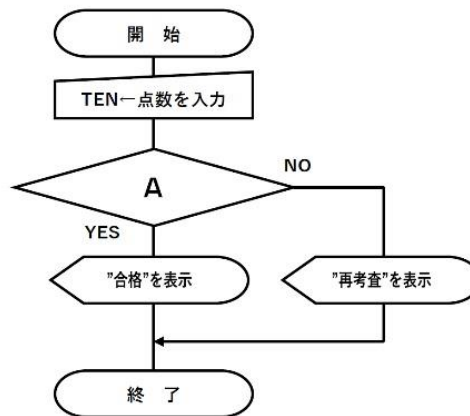 開 始
TEN←点数を入力
A
NO
YES
"合格"を表示
"再考査"を表示
終 了